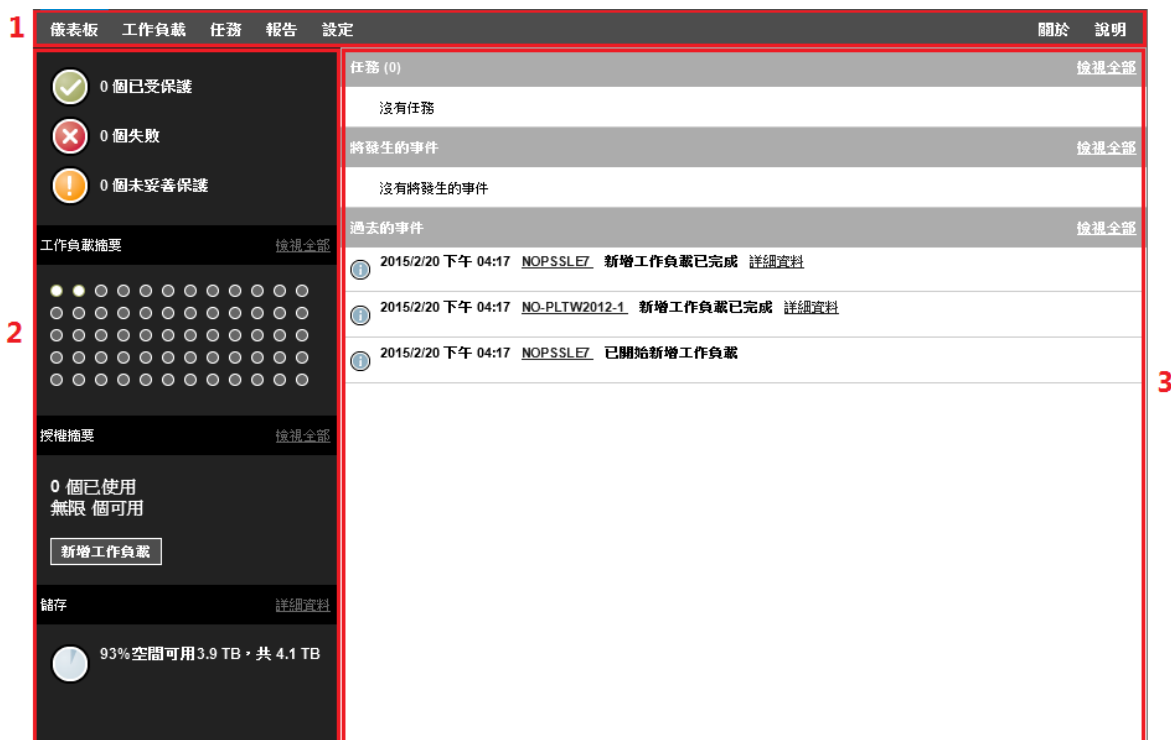 1
儀表板 工作負載 任務 報告 設定 關於 說明
2
0 個已受保護
0 個失敗
0 個未妥善保護
工作負載摘要 檢視全部
授權摘要 檢視全部
0 個已使用
無限 個可用
新增工作負載
儲存 詳細資料
93%空間可用3.9 TB，共 4.1 TB
3
任務 (0) 檢視全部
沒有任務
將發生的事件 檢視全部
沒有將發生的事件
過去的事件 檢視全部
2015/2/20 下午 04:17 NOPSSLE7 新增工作負載已完成 詳細資料
2015/2/20 下午 04:17 NO-PLTW2012-1 新增工作負載已完成 詳細資料
2015/2/20 下午 04:17 NOPSSLE7 已開始新增工作負載